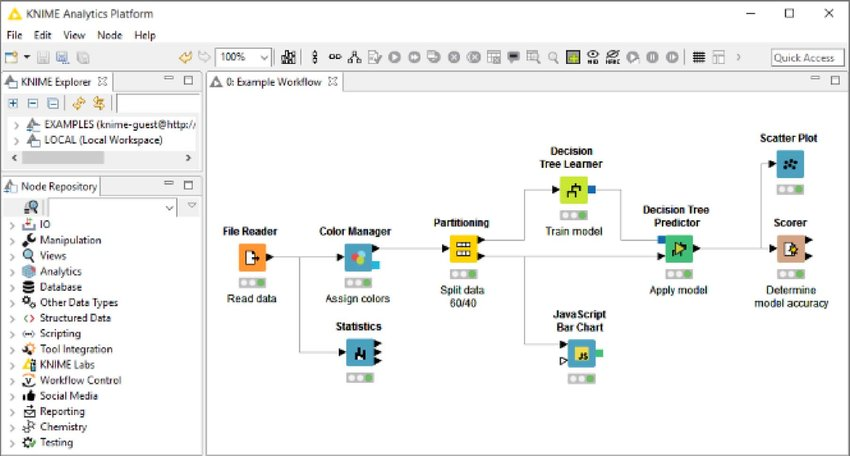 KNIME Analytics Platform
File Edit View Node Help
100%
Quick Access
KNIME Explorer
0: Example Workflow
EXAMPLES (knime-guest@http:/
LOCAL (Local Workspace)
Node Repository
IO
Manipulation
Views
Analytics
Database
Other Data Types
Structured Data
Scripting
Tool Integration
KNIME Labs
Workflow Control
Social Media
Reporting
Chemistry
Testing
File Reader
Read data
Color Manager
Assign colors
Statistics
Partitioning
Split data
60/40
Decision
Tree Learner
Train model
JavaScript
Bar Chart
JS
Decision Tree
Predictor
Apply model
Scatter Plot
Scorer
Determine
model accuracy